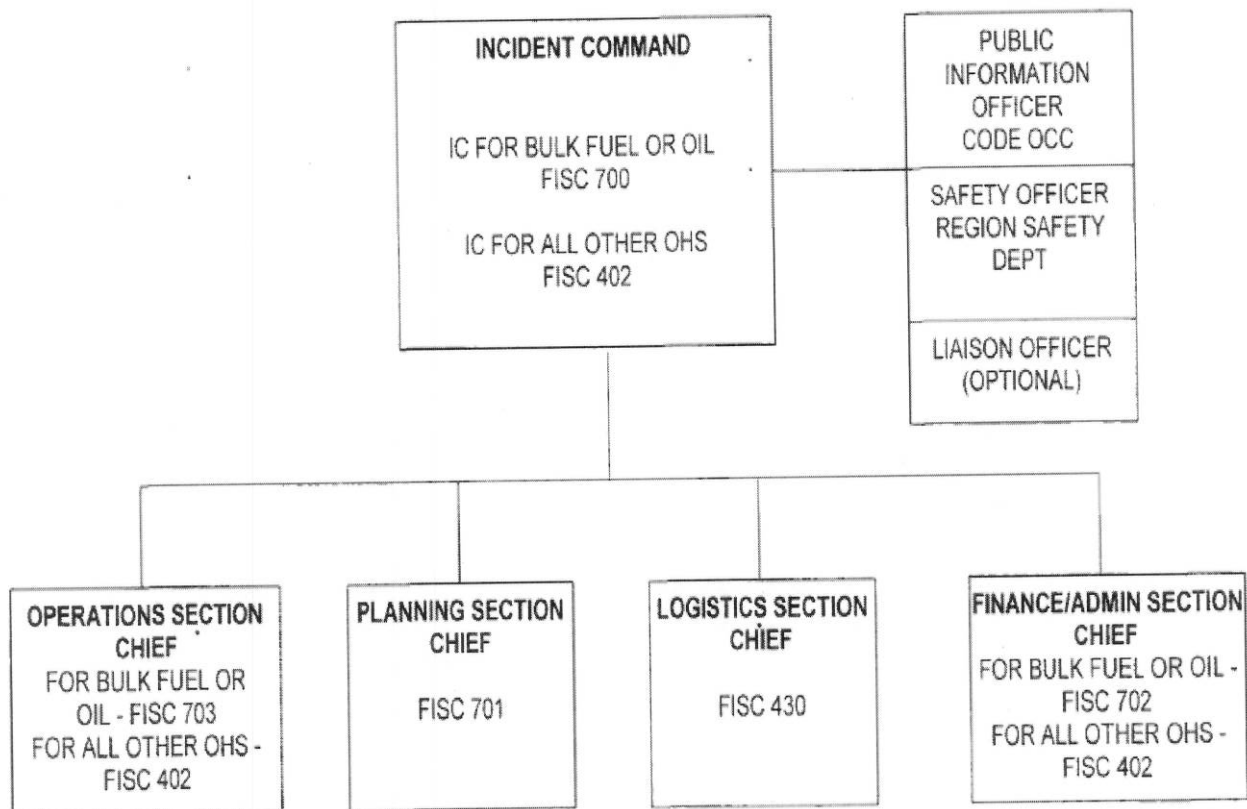 INCIDENT COMMAND
IC FOR BULK FUEL OR OIL
FISC 700
IC FOR ALL OTHER OHS
FISC 402
PUBLIC
INFORMATION
OFFICER
CODE OCC
SAFETY OFFICER
REGION SAFETY
DEPT
LIAISON OFFICER
(OPTIONAL)
OPERATIONS SECTION
CHIEF
FOR BULK FUEL OR
OIL - FISC 703
FOR ALL OTHER OHS -
FISC 402
PLANNING SECTION
CHIEF
FISC 701
LOGISTICS SECTION
CHIEF
FISC 430
FINANCE/ADMIN SECTION
CHIEF
FOR BULK FUEL OR OIL -
FISC 702
FOR ALL OTHER OHS -
FISC 402